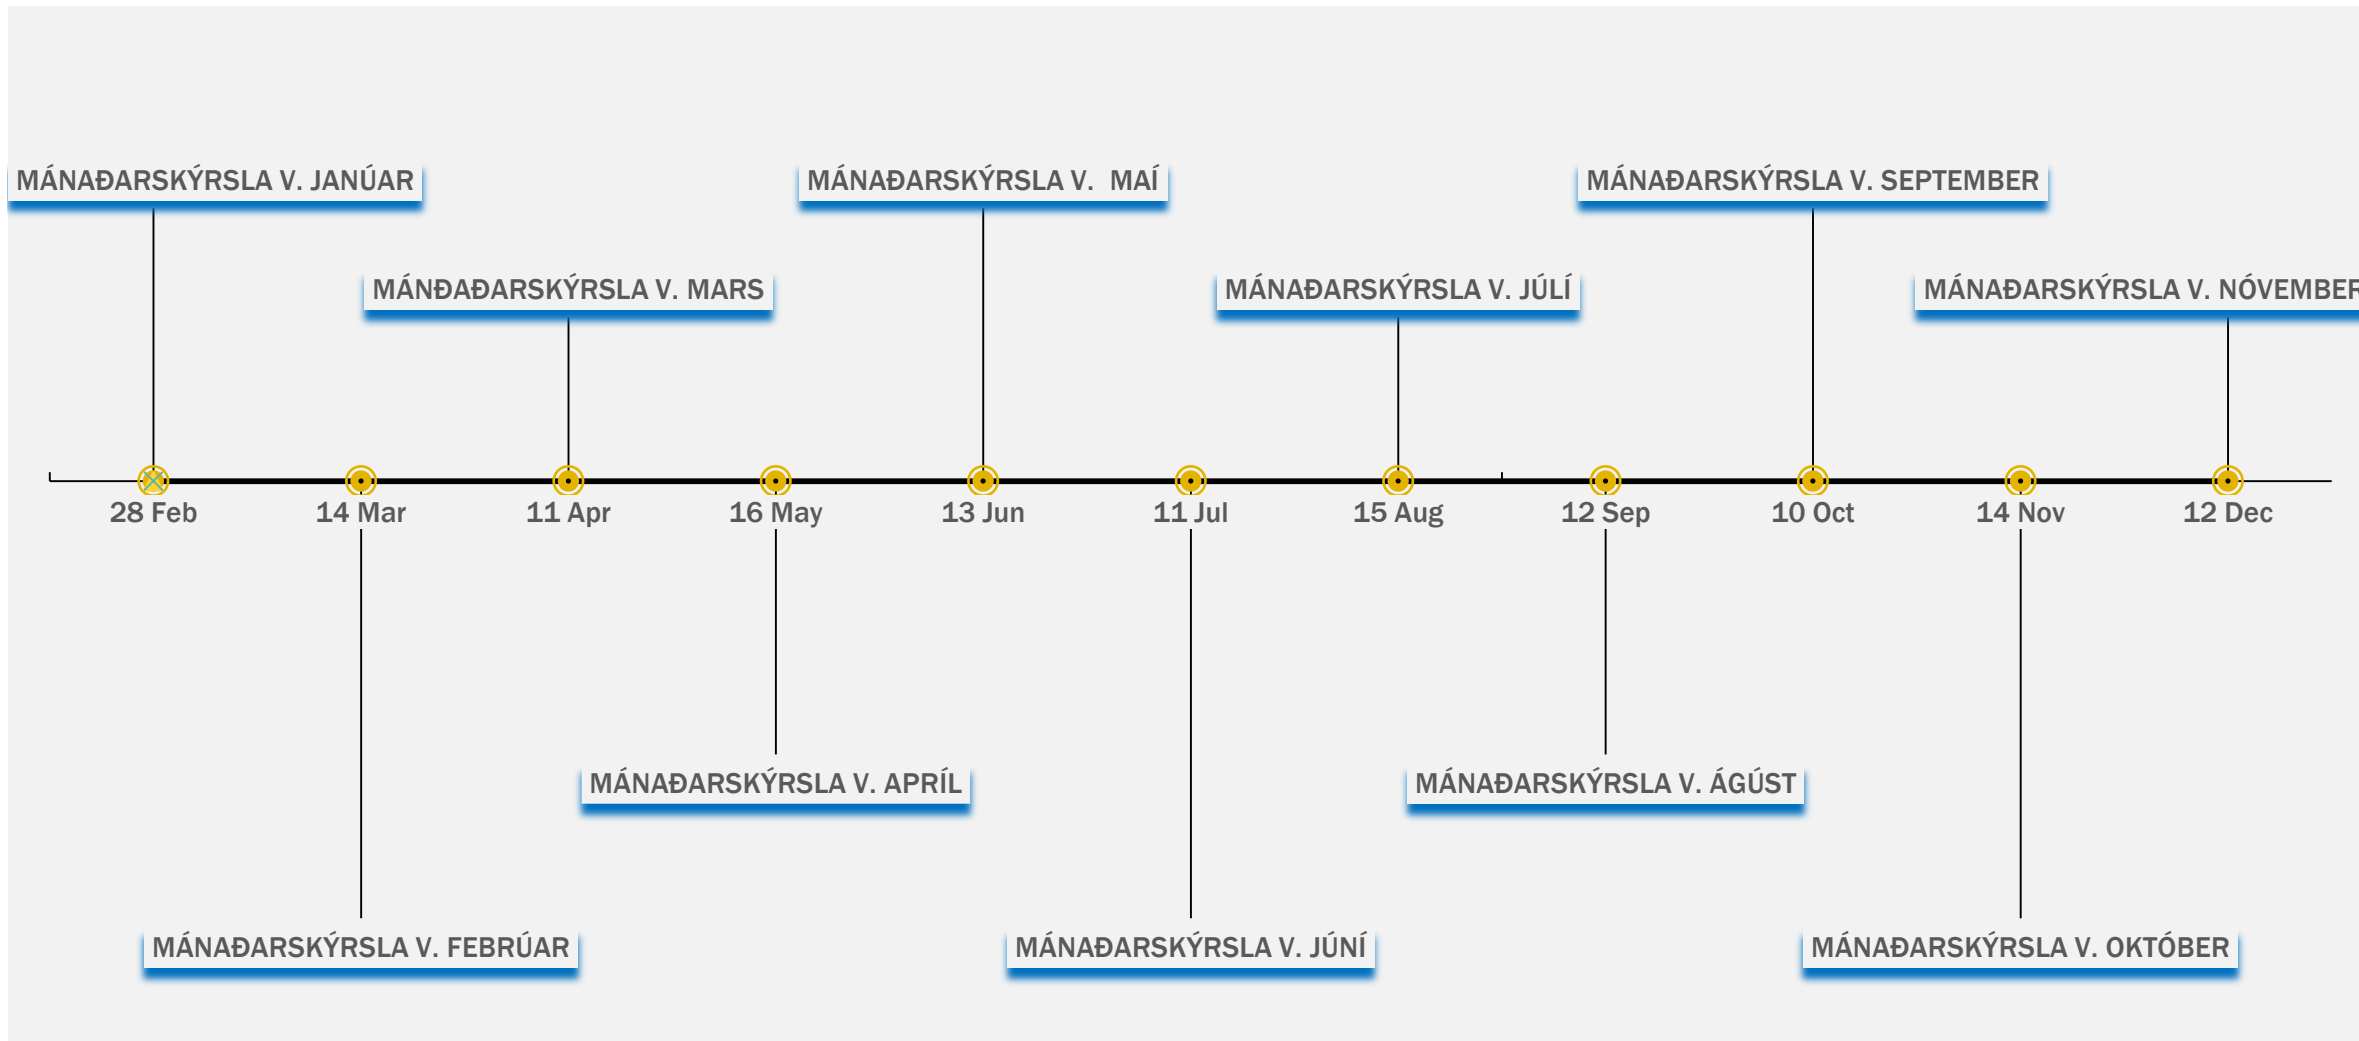 MÁNAÐARSKÝRSLA V. JANÚAR
MÁNAÐARSKÝRSLA V.  MAÍ
MÁNAÐARSKÝRSLA V. SEPTEMBER
MÁNÐAÐARSKÝRSLA V. MARS
MÁNAÐARSKÝRSLA V. JÚLÍ
MÁNAÐARSKÝRSLA V. NÓVEMBER
28 Feb
14 Mar
11 Apr
16 May
13 Jun
11 Jul
15 Aug
12 Sep
10 Oct
14 Nov
12 Dec
MÁNAÐARSKÝRSLA V. APRÍL
MÁNAÐARSKÝRSLA V. ÁGÚST
MÁNAÐARSKÝRSLA V. FEBRÚAR
MÁNAÐARSKÝRSLA V. JÚNÍ
MÁNAÐARSKÝRSLA V. OKTÓBER